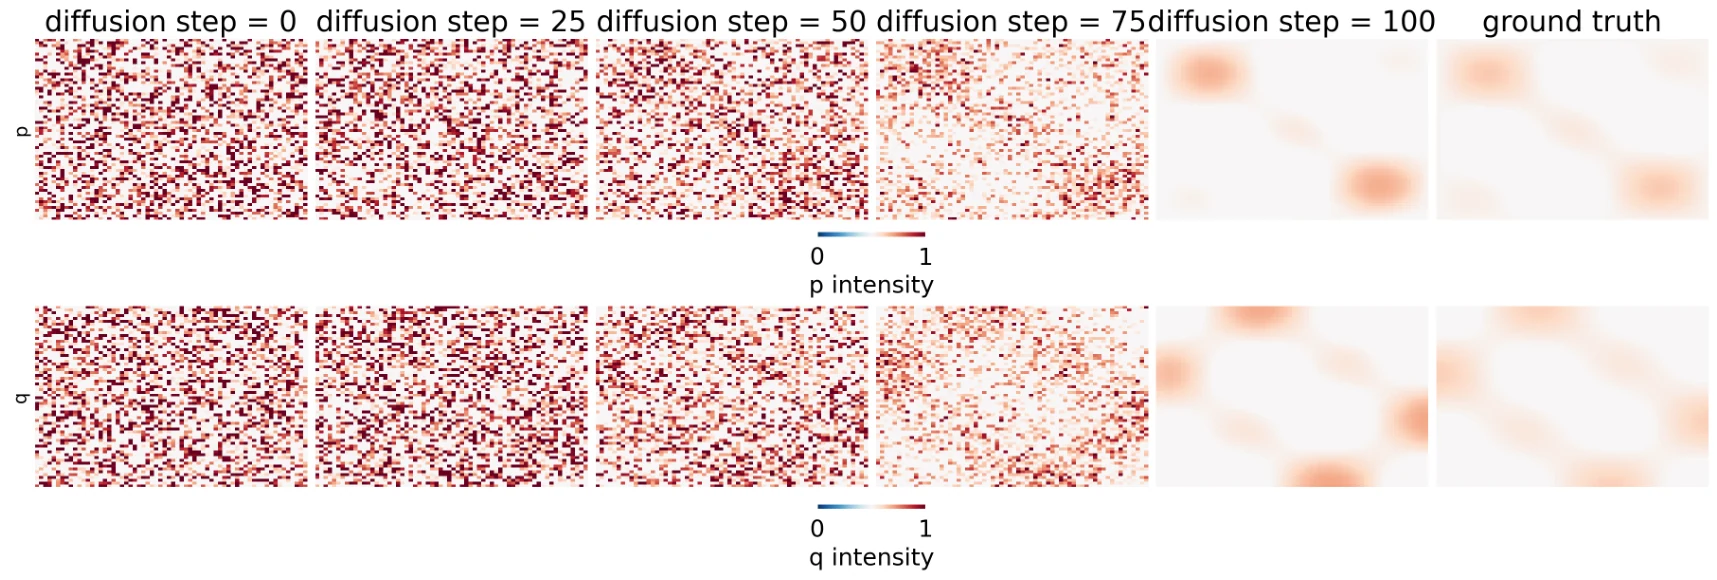 diffusion step = 0 diffusion step = 25 diffusion step = 50 diffusion step = 75 diffusion step = 100 ground truth
p
0 1
p intensity
q
0 1
q intensity